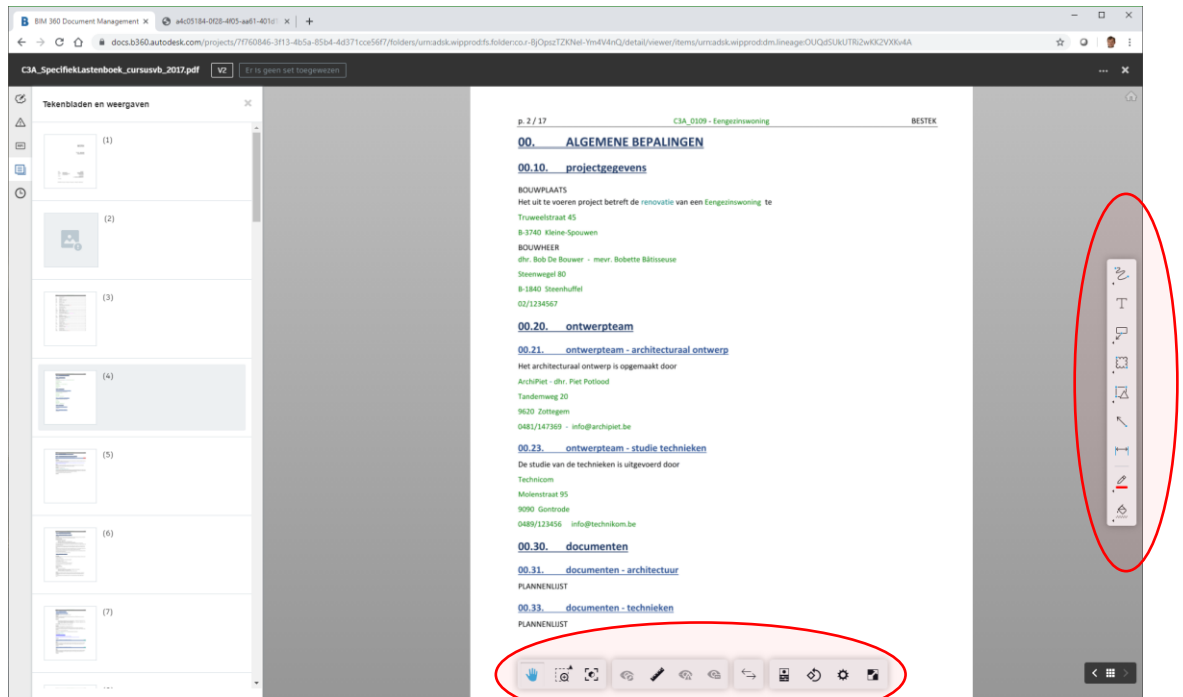 BIM 360 Document Management
a4c05184-0f28-4f05-aa61-401d
docs.b360.autodesk.com/projects/7f760846-3f13-4b5a-85b4-4d371cce56f7/folders/urn:adsk.wipprod:fs.folder:co.r-BjOpszTZKNeI-Ym4V4nQ/detail/viewer/items/urn:adsk.wipprod:dm.lineage:OUQdSUkUTRi2wKK2VXKv4A
C3A_SpecifiekLastenboek_cursusvb_2017.pdf V2 Er is geen set toegewezen
Tekenbladen en weergaven
(1)
(2)
(3)
(4)
(5)
(6)
(7)
p. 2 / 17 C3A_0109 - Eengezinswoning BESTEK
00. ALGEMENE BEPALINGEN
00.10. projectgegevens
BOUWPLAATS
Het uit te voeren project betreft de renovatie van een Eengezinswoning te
Truweelstraat 45
B-3740 Kleine-Spouwen
BOUWHEER
dhr. Bob De Bouwer - mevr. Bobette Bâtisseuse
Steenwegel 80
B-1840 Steenhuffel
02/1234567
00.20. ontwerpteam
00.21. ontwerpteam - architecturaal ontwerp
Het architecturaal ontwerp is opgemaakt door
ArchiPiet - dhr. Piet Potlood
Tandemweg 20
9620 Zottegem
0481/147369 - info@archipiet.be
00.23. ontwerpteam - studie technieken
De studie van de technieken is uitgevoerd door
Technicom
Molenstraat 95
9090 Gontrode
0489/123456 info@technikom.be
00.30. documenten
00.31. documenten - architectuur
PLANNENLIJST
00.33. documenten - technieken
PLANNENLIJST